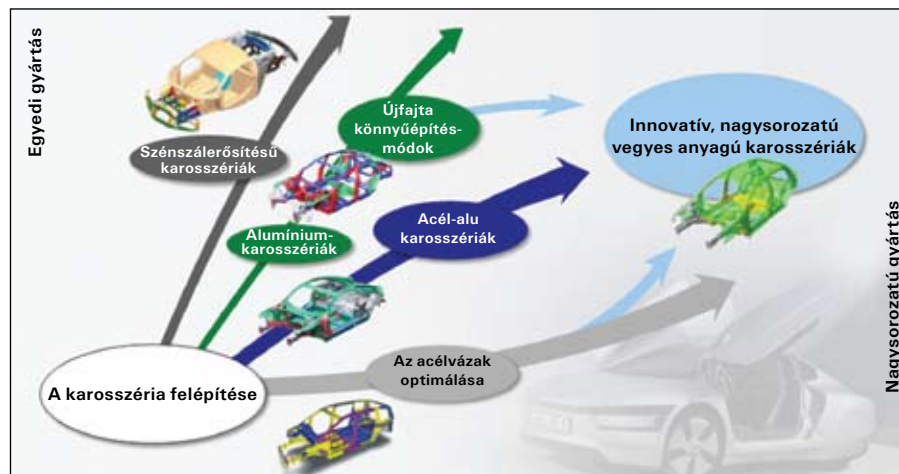 Egyedi gyártás
Szénszálerősítésű
karosszériák
Újfajta
könnyűépítés-
módok
Innovatív, nagysorozatú
vegyes anyagú karosszériák
Alumínium-
karosszériák
Acél-alu
karosszériák
A karosszéria felépítése
Az acélvázak
optimálása
Nagysorozatú gyártás